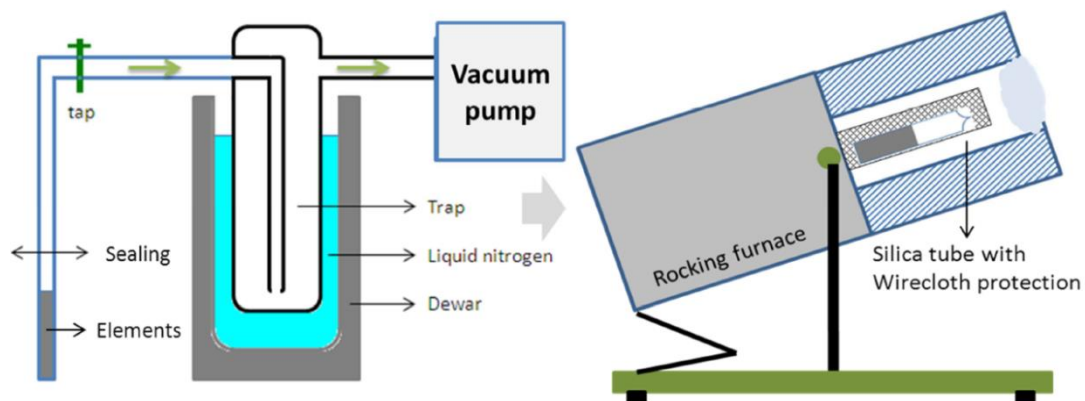 tap
Vacuum
pump
Sealing
Elements
Trap
Liquid nitrogen
Dewar
Rocking furnace
Silica tube with
Wirecloth protection